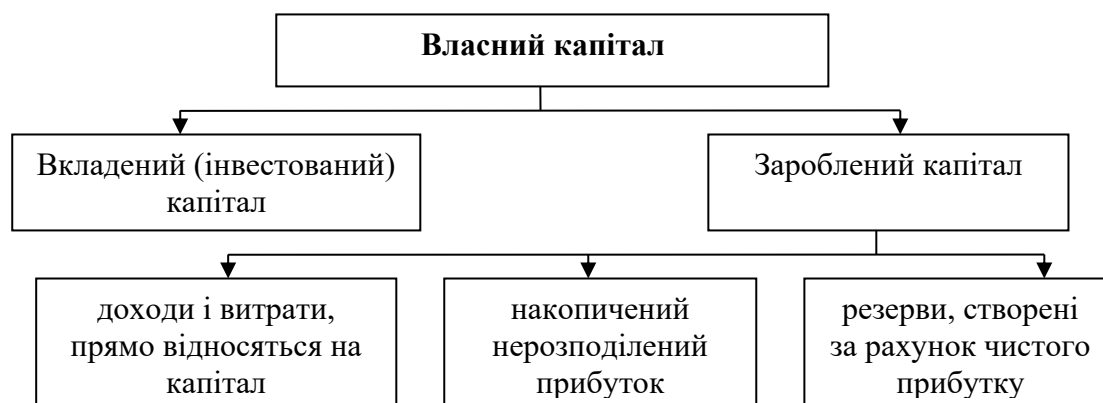 Власний капітал
Вкладений (інвестований)
капітал
Зароблений капітал
доходи і витрати,
прямо відносяться на
капітал
накопичений
нерозподілений
прибуток
резерви, створені
за рахунок чистого
прибутку